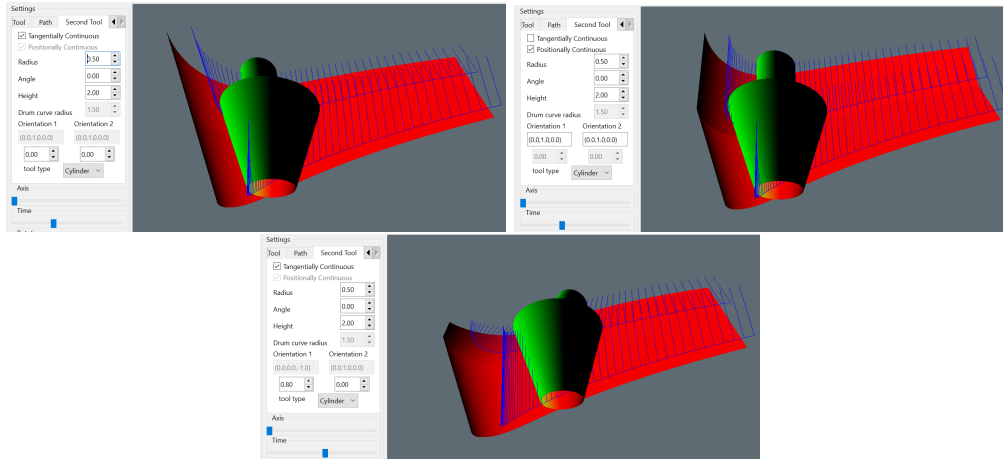 Settings
Tool Path Second Tool
Tangentially Continuous
Positionally Continuous
Radius 0.50
Angle 0.00
Height 2.00
Drum curve radius 1.50
Orientation 1 Orientation 2
(0.0,1.0,0.0) (0.0,1.0,0.0)
0.00 0.00
tool type Cylinder
Axis
Time
Settings
Tool Path Second Tool
Tangentially Continuous
Positionally Continuous
Radius 0.50
Angle 0.00
Height 2.00
Drum curve radius 1.50
Orientation 1 Orientation 2
(0.0,1.0,0.0) (0.0,1.0,0.0)
0.00 0.00
tool type Cylinder
Axis
Time
Settings
Tool Path Second Tool
Tangentially Continuous
Positionally Continuous
Radius 0.50
Angle 0.00
Height 2.00
Drum curve radius 1.50
Orientation 1 Orientation 2
(0.0,0.0,-1.0) (0.0,1.0,0.0)
0.80 0.00
tool type Cylinder
Axis
Time